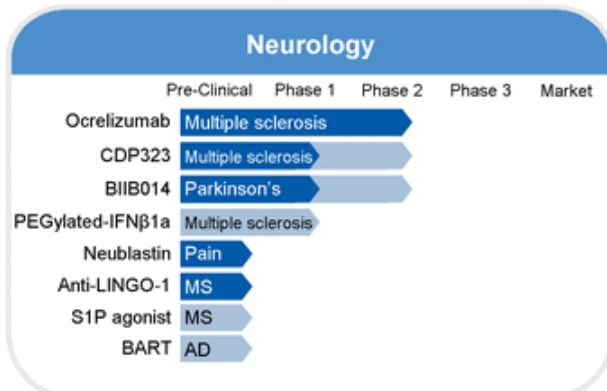 Neurology
Pre-Clinical Phase 1 Phase 2 Phase 3 Market
Ocrelizumab Multiple sclerosis
CDP323 Multiple sclerosis
BIIB014 Parkinson's
PEGylated-IFNβ1a Multiple sclerosis
Neublastin Pain
Anti-LINGO-1 MS
S1P agonist MS
BART AD